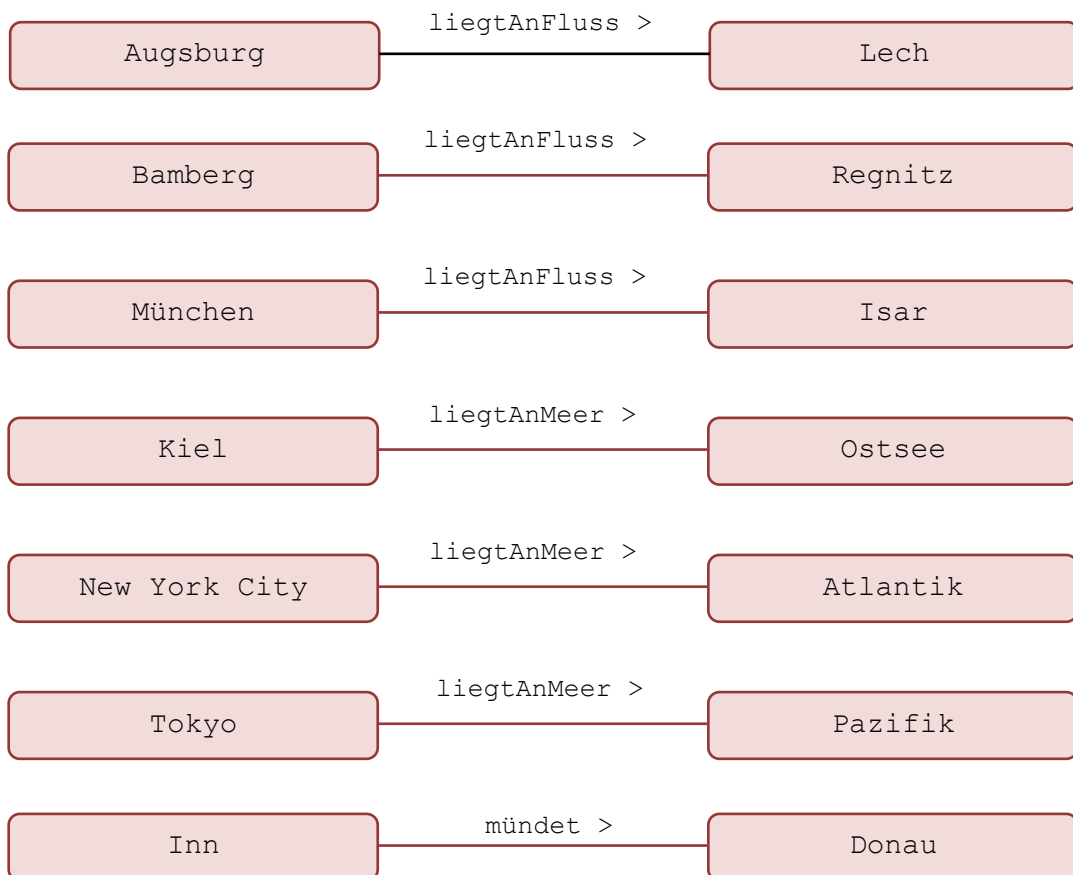 liegtAnFluss >
Augsburg Lech
liegtAnFluss >
Bamberg Regnitz
liegtAnFluss >
München Isar
liegtAnMeer >
Kiel Ostsee
liegtAnMeer >
New York City Atlantik
liegtAnMeer >
Tokyo Pazifik
mündet >
Inn Donau